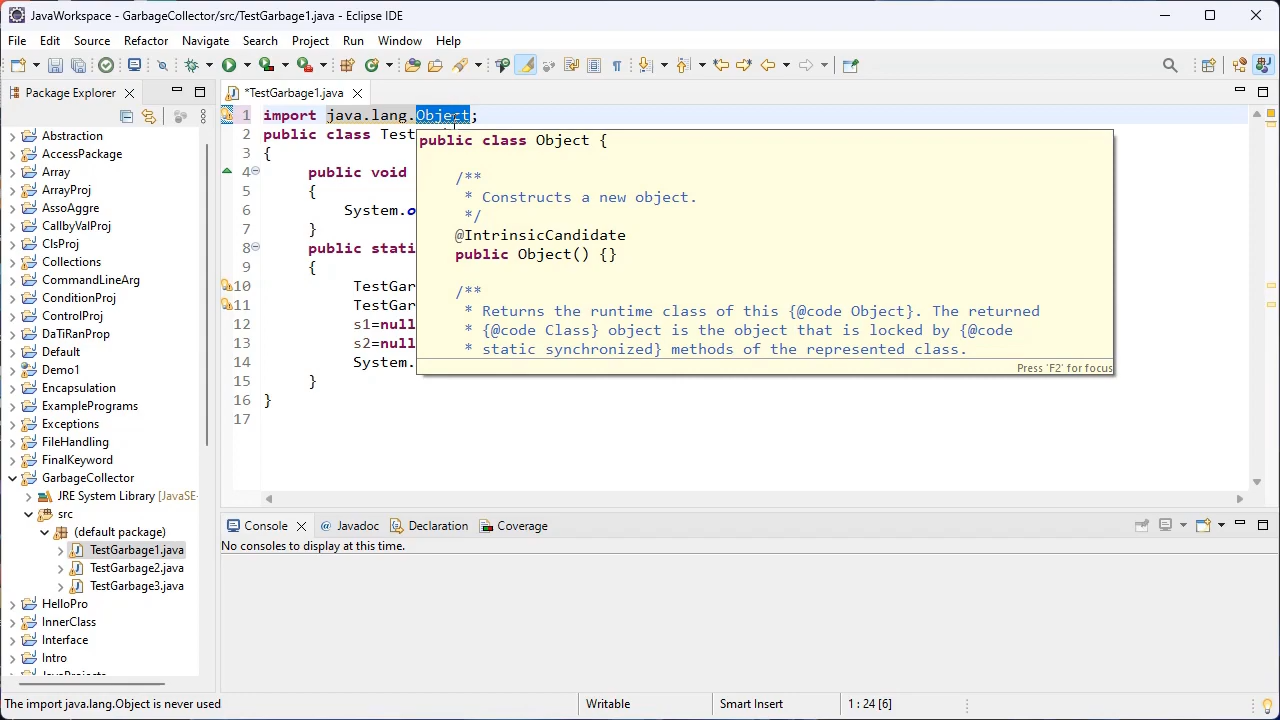 JavaWorkspace - GarbageCollector/src/TestGarbage1.java - Eclipse IDE
File Edit Source Refactor Navigate Search Project Run Window Help
Package Explorer
*TestGarbage1.java
Abstraction
AccessPackage
Array
ArrayProj
AssoAggre
CallbyValProj
ClsProj
Collections
CommandLineArg
ConditionProj
ControlProj
DaTiRanProp
Default
Demo1
Encapsulation
ExamplePrograms
Exceptions
FileHandling
FinalKeyword
GarbageCollector
JRE System Library [JavaSE-
src
(default package)
TestGarbage1.java
TestGarbage2.java
TestGarbage3.java
HelloPro
InnerClass
Interface
Intro
1 import java.lang.Object;
2 public class Test
3 {
4 public void
5 {
6 System.o
7 }
8 public stati
9 {
10 TestGar
11 TestGar
12 s1=null
13 s2=null
14 System.
15 }
16 }
17
public class Object {
/**
* Constructs a new object.
*/
@IntrinsicCandidate
public Object() {}
/**
* Returns the runtime class of this {@code Object}. The returned
* {@code Class} object is the object that is locked by {@code
* static synchronized} methods of the represented class.
Press 'F2' for focus
Console @ Javadoc Declaration Coverage
No consoles to display at this time.
The import java.lang.Object is never used
Writable
Smart Insert
1 : 24 [6]